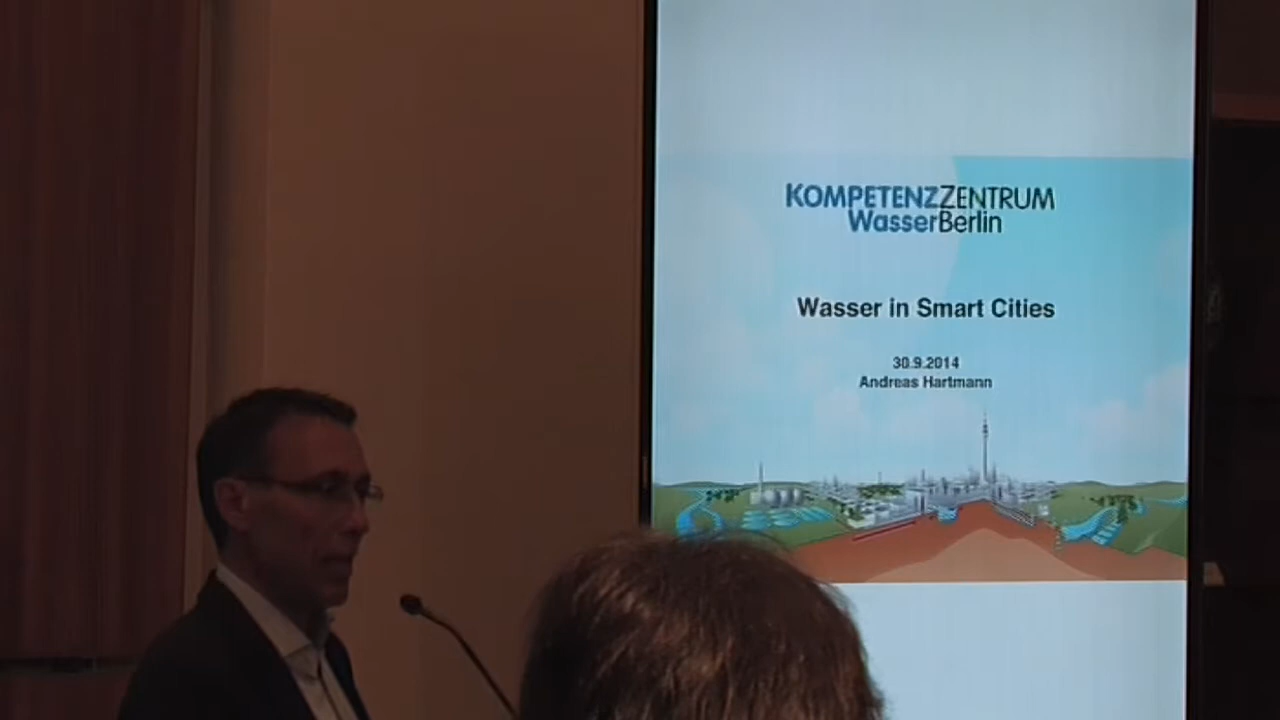 KOMPETENZZENTRUM
WasserBerlin
Wasser in Smart Cities
30.9.2014
Andreas Hartmann